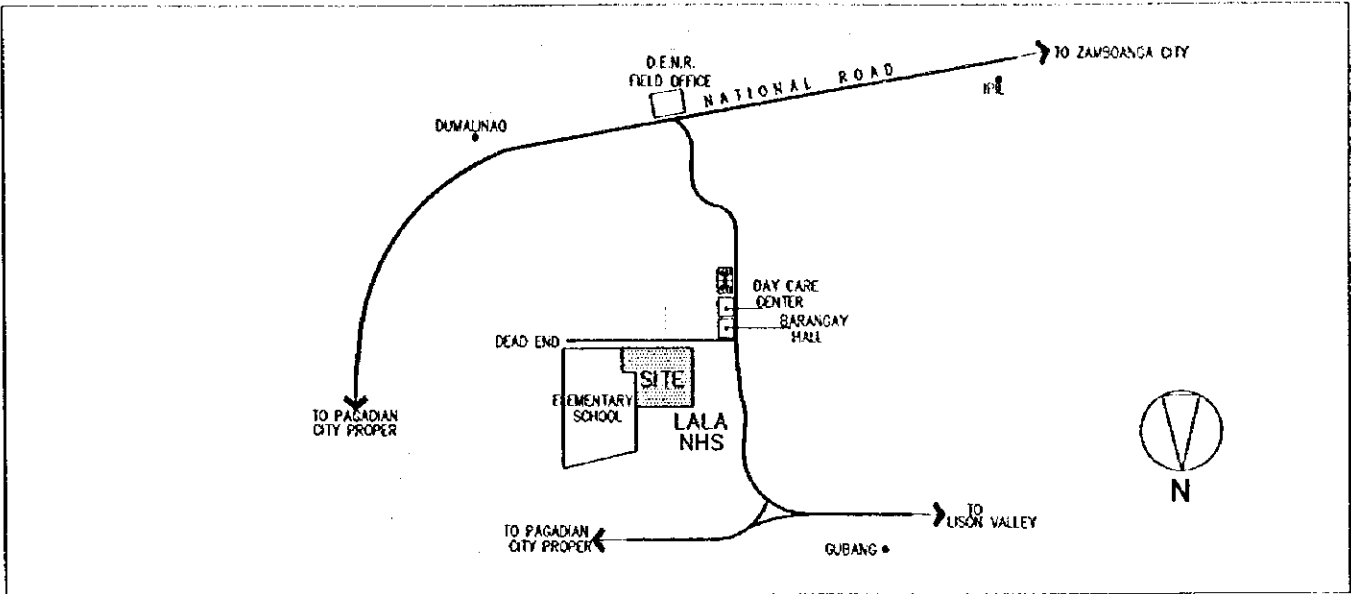 TO ZAMBOANGA CITY
D.E.N.R.
FIELD OFFICE
NATIONAL ROAD
IPIL
DUMALINAO
DAY CARE
CENTER
BARANGAY
HALL
DEAD END
SITE
ELEMENTARY
SCHOOL
LALA
NHS
TO PAGADIAN
CITY PROPER
N
TO
LISON VALLEY
TO PAGADIAN
CITY PROPER
GUBANG